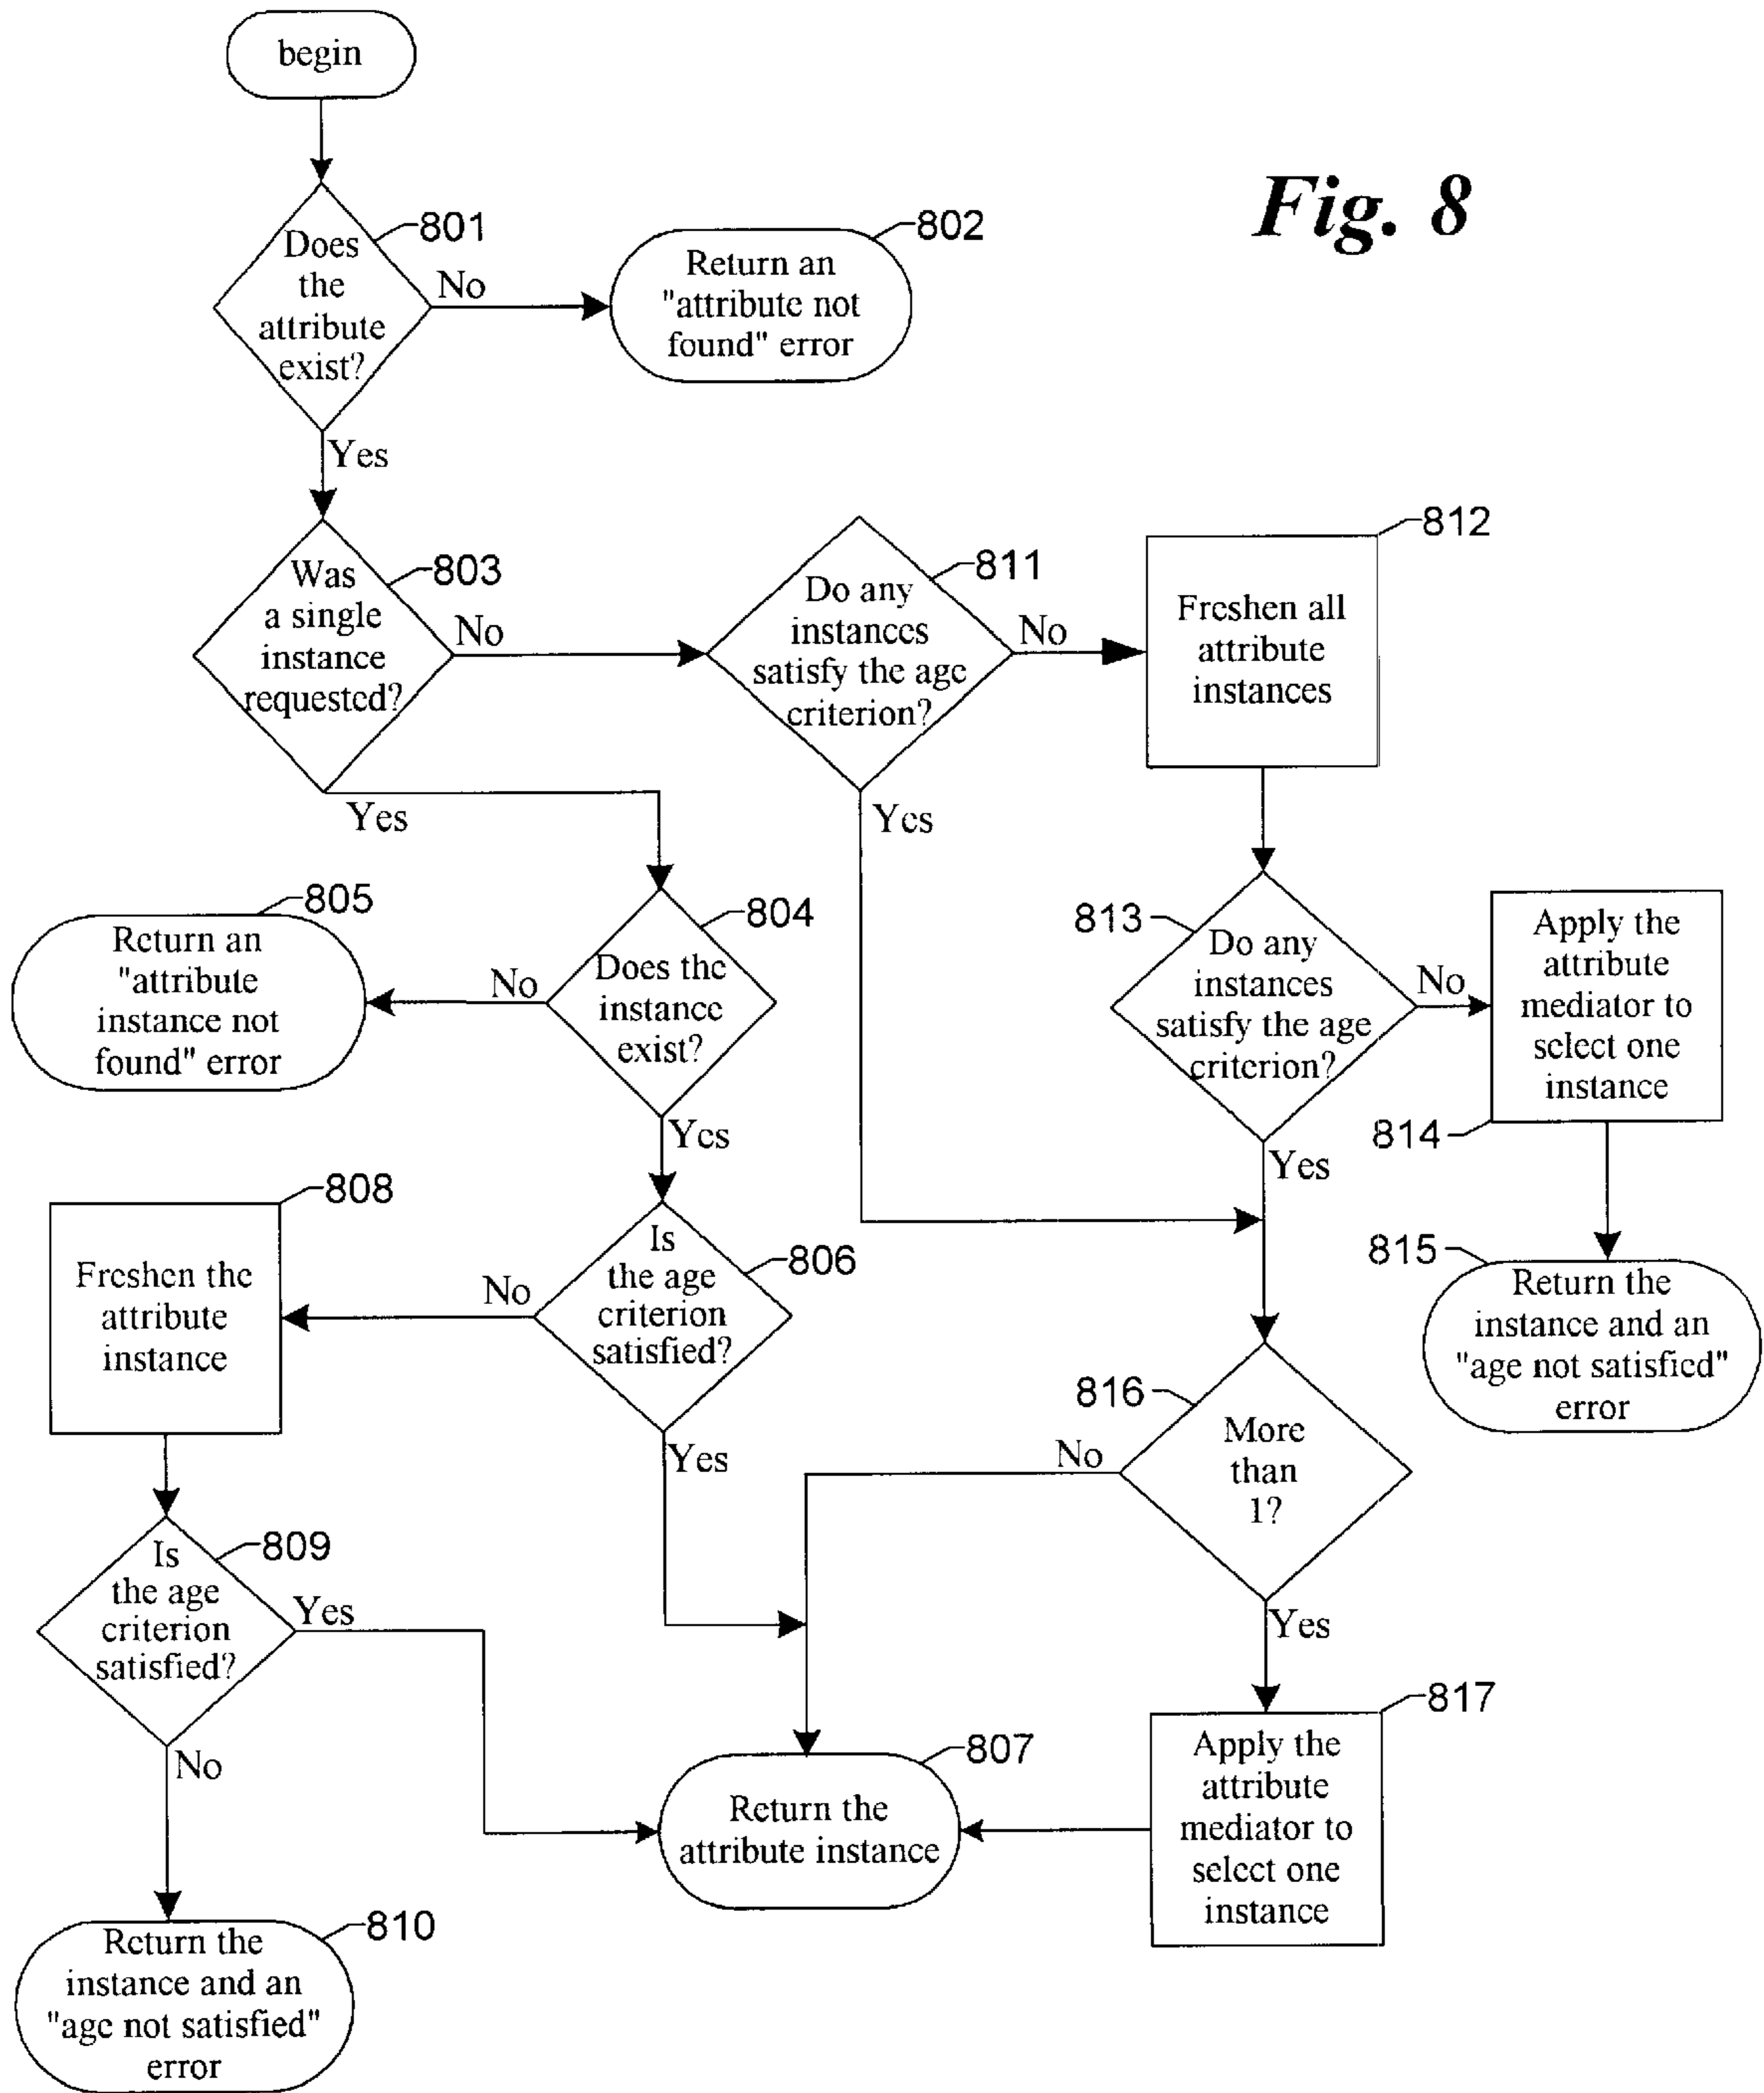 begin
Fig. 8
801
Does
the
attribute
exist?
No
802
Return an
"attribute not
found" error
Yes
803
Was
a single
instance
requested?
No
811
Do any
instances
satisfy the age
criterion?
No
812
Freshen all
attribute
instances
Yes
Yes
805
Return an
"attribute
instance not
found" error
No
804
Does the
instance
exist?
Yes
813
Do any
instances
satisfy the age
criterion?
No
Apply the
attribute
mediator to
select one
instance
814
Yes
808
Freshen the
attribute
instance
No
806
Is
the age
criterion
satisfied?
Yes
815
Return the
instance and an
"age not satisfied"
error
816
More
than
1?
No
Yes
809
Is
the age
criterion
satisfied?
Yes
No
807
Return the
attribute instance
817
Apply the
attribute
mediator to
select one
instance
810
Return the
instance and an
"age not satisfied"
error